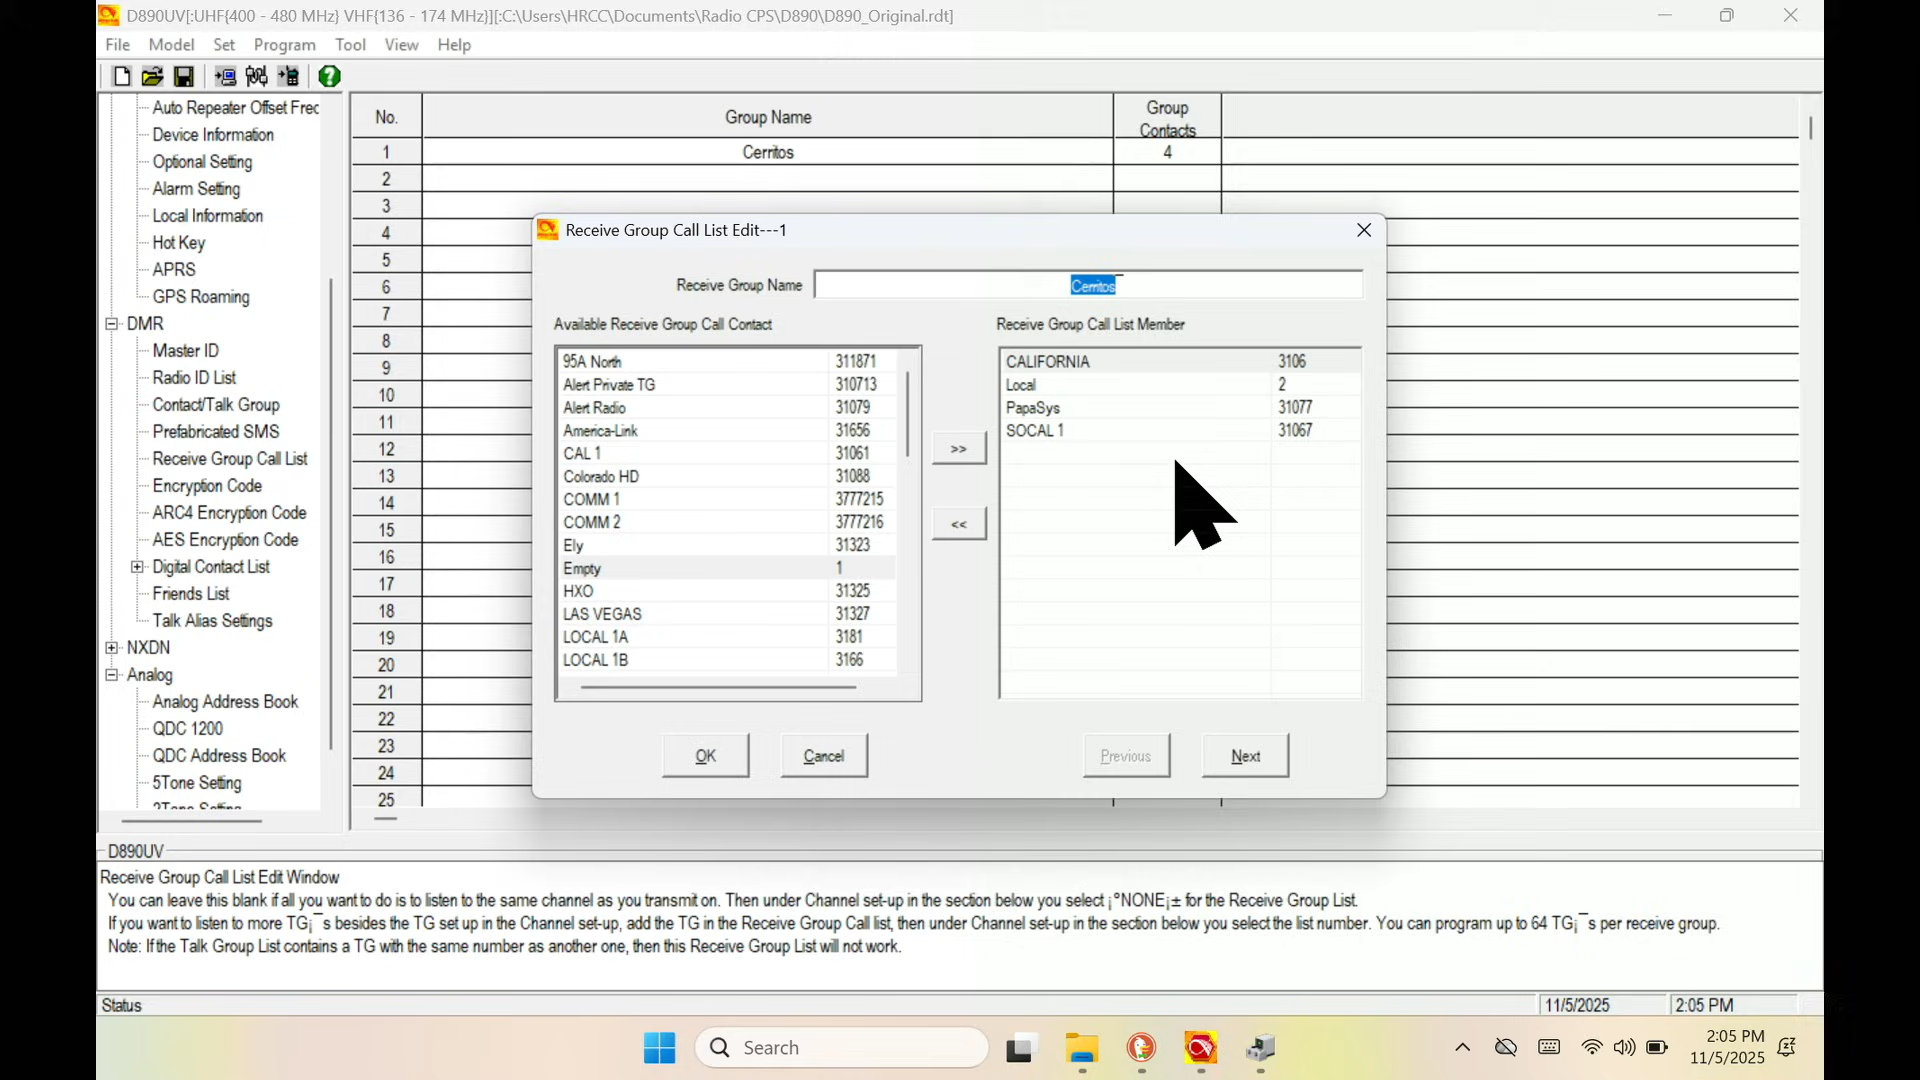 D890UV[:UHF{400 - 480 MHz} VHF{136 - 174 MHz}][:C:\Users\HRCC\Documents\Radio CPS\D890\D890_Original.rdt]
File Model Set Program Tool View Help
Auto Repeater Offset Frec
Device Information
Optional Setting
Alarm Setting
Local Information
Hot Key
APRS
GPS Roaming
DMR
Master ID
Radio ID List
Contact/Talk Group
Prefabricated SMS
Receive Group Call List
Encryption Code
ARC4 Encryption Code
AES Encryption Code
Digital Contact List
Friends List
Talk Alias Settings
NXDN
Analog
Analog Address Book
QDC 1200
QDC Address Book
5Tone Setting
2Tone Setting
No. Group Name Group Contacts
1 Cerritos 4
2
3
4
5
6
7
8
9
10
11
12
13
14
15
16
17
18
19
20
21
22
23
24
25
Receive Group Call List Edit---1
Receive Group Name Cerritos
Available Receive Group Call Contact
95A North 311871
Alert Private TG 310713
Alert Radio 31079
America-Link 31656
CAL 1 31061
Colorado HD 31088
COMM 1 3777215
COMM 2 3777216
Ely 31323
Empty 1
HXO 31325
LAS VEGAS 31327
LOCAL 1A 3181
LOCAL 1B 3166
>>
<<
Receive Group Call List Member
CALIFORNIA 3106
Local 2
PapaSys 31077
SOCAL 1 31067
OK Cancel Previous Next
D890UV
Receive Group Call List Edit Window
You can leave this blank if all you want to do is to listen to the same channel as you transmit on. Then under Channel set-up in the section below you select ¡°NONE¡± for the Receive Group List.
If you want to listen to more TG¡¯s besides the TG set up in the Channel set-up, add the TG in the Receive Group Call list, then under Channel set-up in the section below you select the list number. You can program up to 64 TG¡¯s per receive group.
Note: If the Talk Group List contains a TG with the same number as another one, then this Receive Group List will not work.
Status 11/5/2025 2:05 PM
Search
2:05 PM
11/5/2025